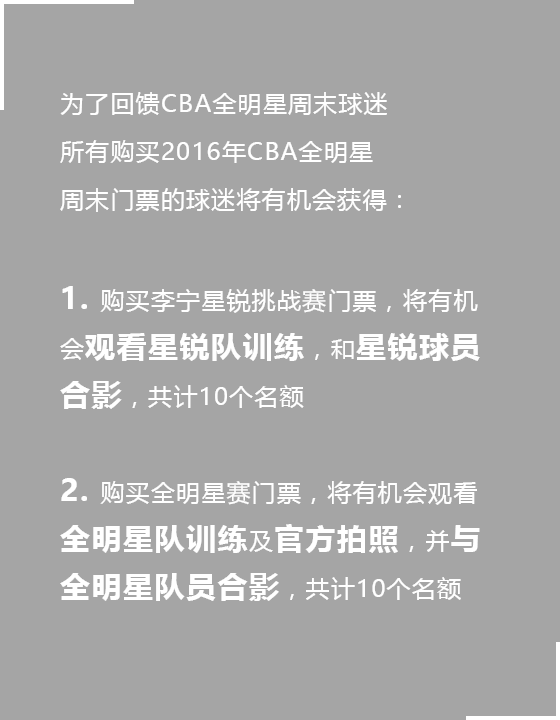 为了回馈CBA全明星周末球迷
所有购买2016年CBA全明星
周末门票的球迷将有机会获得：
1. 购买李宁星锐挑战赛门票，将有机
会观看星锐队训练，和星锐球员
合影，共计10个名额
2. 购买全明星赛门票，将有机会观看
全明星队训练及官方拍照，并与
全明星队员合影，共计10个名额